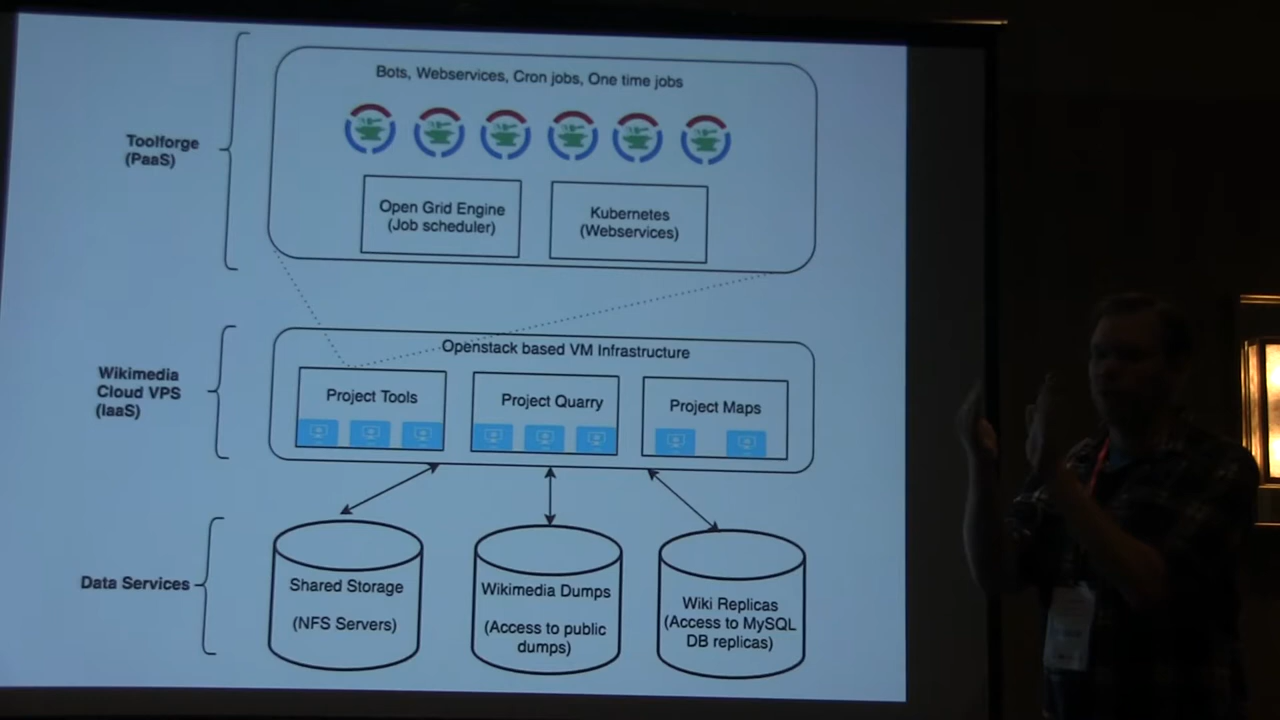 Bots, Webservices, Cron jobs, One time jobs
Toolforge
(PaaS)
Open Grid Engine
(Job scheduler)
Kubernetes
(Webservices)
Openstack based VM Infrastructure
Wikimedia
Cloud VPS
(IaaS)
Project Tools
Project Quarry
Project Maps
Data Services
Shared Storage
(NFS Servers)
Wikimedia Dumps
(Access to public
dumps)
Wiki Replicas
(Access to MySQL
DB replicas)